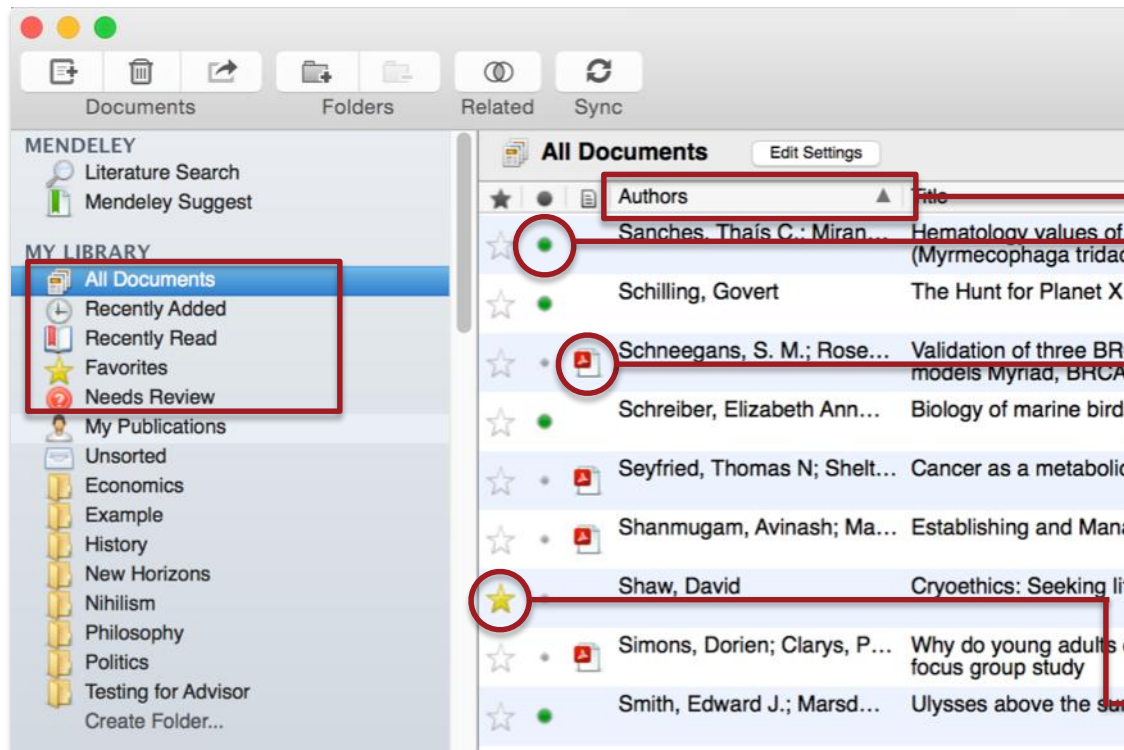 Documents Folders Related Sync
MENDELEY
Literature Search
Mendeley Suggest
MY LIBRARY
All Documents
Recently Added
Recently Read
Favorites
Needs Review
My Publications
Unsorted
Economics
Example
History
New Horizons
Nihilism
Philosophy
Politics
Testing for Advisor
Create Folder...
All Documents Edit Settings
Authors Title
Sanches, Thaís C.; Miran... Hematology values of
(Myrmecophaga tridac
Schilling, Govert The Hunt for Planet X
Schneegans, S. M.; Rose... Validation of three BR
models Myriad, BRCA
Schreiber, Elizabeth Ann... Biology of marine bird
Seyfried, Thomas N; Shelt... Cancer as a metabolic
Shanmugam, Avinash; Ma... Establishing and Mana
Shaw, David Cryoethics: Seeking li
Simons, Dorien; Clarys, P... Why do young adults
focus group study
Smith, Edward J.; Marsd... Ulysses above the